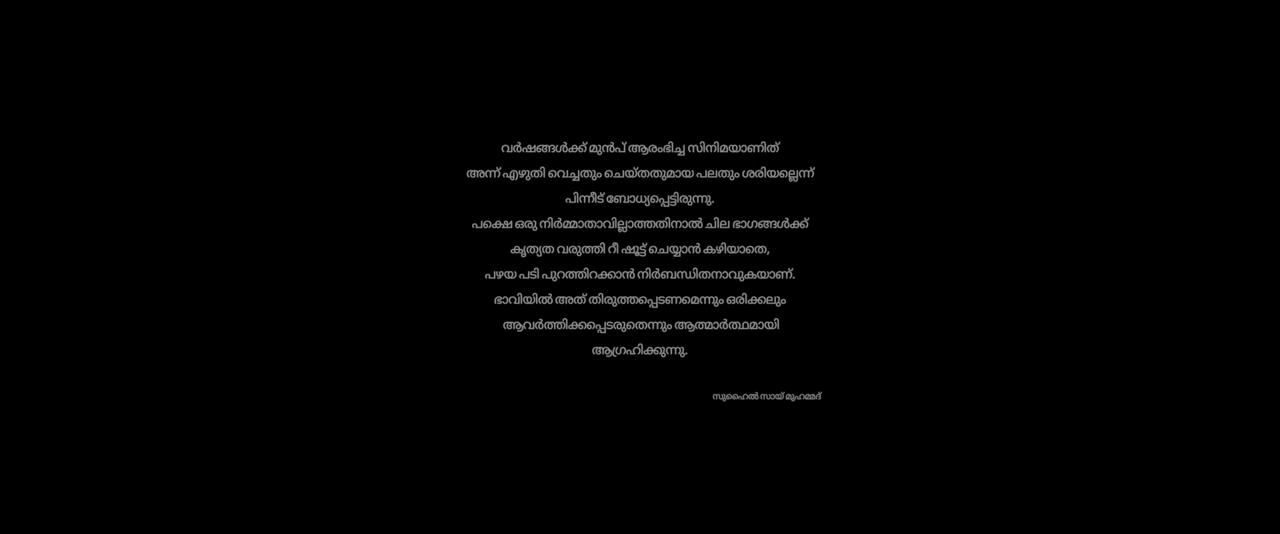 വർഷങ്ങൾക്ക് മുൻപ് ആരംഭിച്ച സിനിമയാണിത്
അന്ന് എഴുതി വെച്ചതും ചെയ്തതുമായ പലതും ശരിയല്ലെന്ന്
പിന്നീട് ബോധ്യപ്പെട്ടിരുന്നു.
പക്ഷെ ഒരു നിർമ്മാതാവില്ലാത്തതിനാൽ ചില ഭാഗങ്ങൾക്ക്
കൃത്യത വരുത്തി റീ ഷൂട്ട് ചെയ്യാൻ കഴിയാതെ,
പഴയ പടി പുറത്തിറക്കാൻ നിർബന്ധിതനാവുകയാണ്.
ഭാവിയിൽ അത് തിരുത്തപ്പെടണമെന്നും ഒരിക്കലും
ആവർത്തിക്കപ്പെടരുതെന്നും ആത്മാർത്ഥമായി
ആഗ്രഹിക്കുന്നു.
സുഹൈൽ സായ് മുഹമ്മദ്